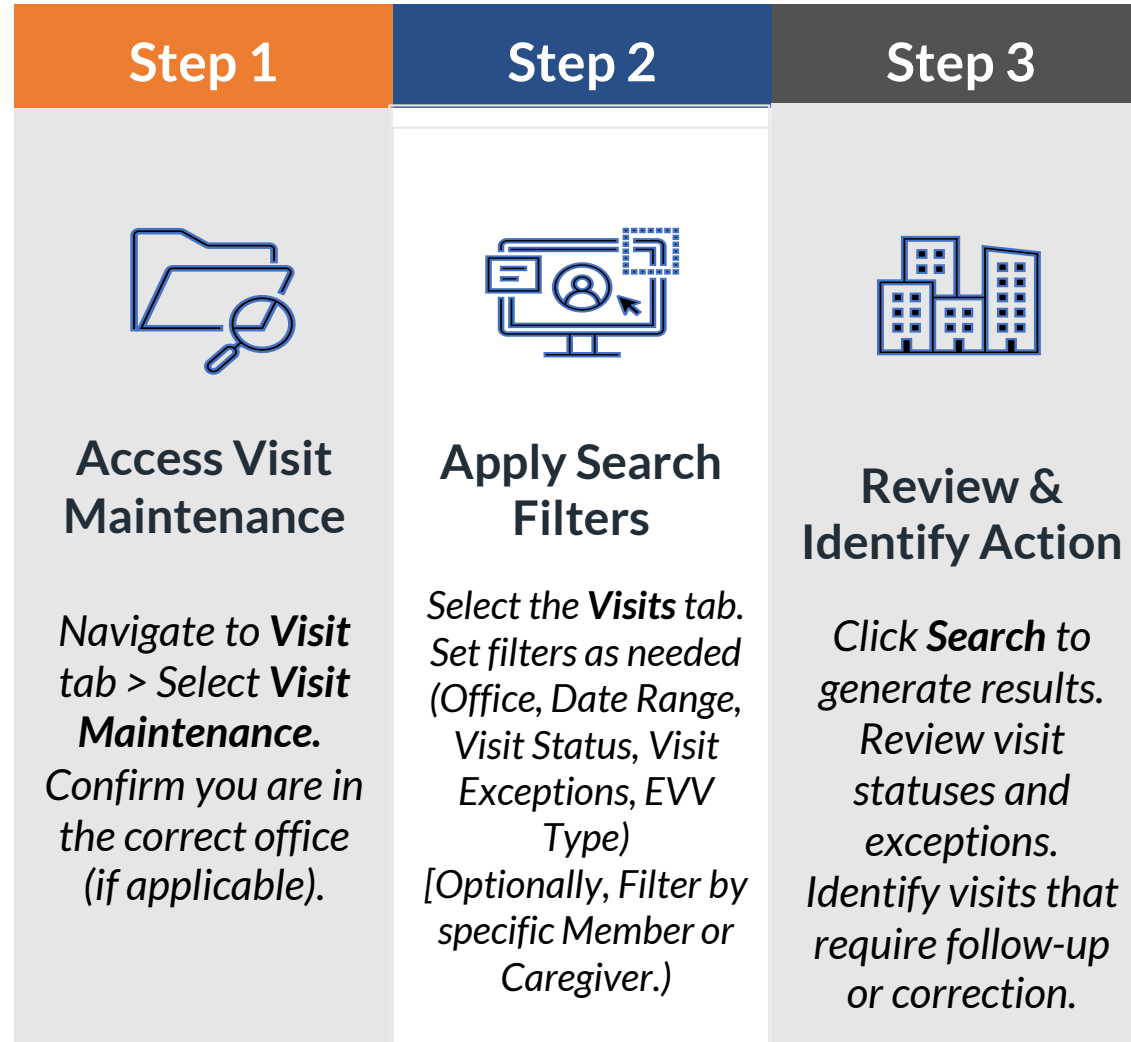 Step 1
Access Visit
Maintenance
Navigate to Visit
tab > Select Visit
Maintenance.
Confirm you are in
the correct office
(if applicable).
Step 2
Apply Search
Filters
Select the Visits tab.
Set filters as needed
(Office, Date Range,
Visit Status, Visit
Exceptions, EVV
Type)
[Optionally, Filter by
specific Member or
Caregiver.)
Step 3
Review &
Identify Action
Click Search to
generate results.
Review visit
statuses and
exceptions.
Identify visits that
require follow-up
or correction.